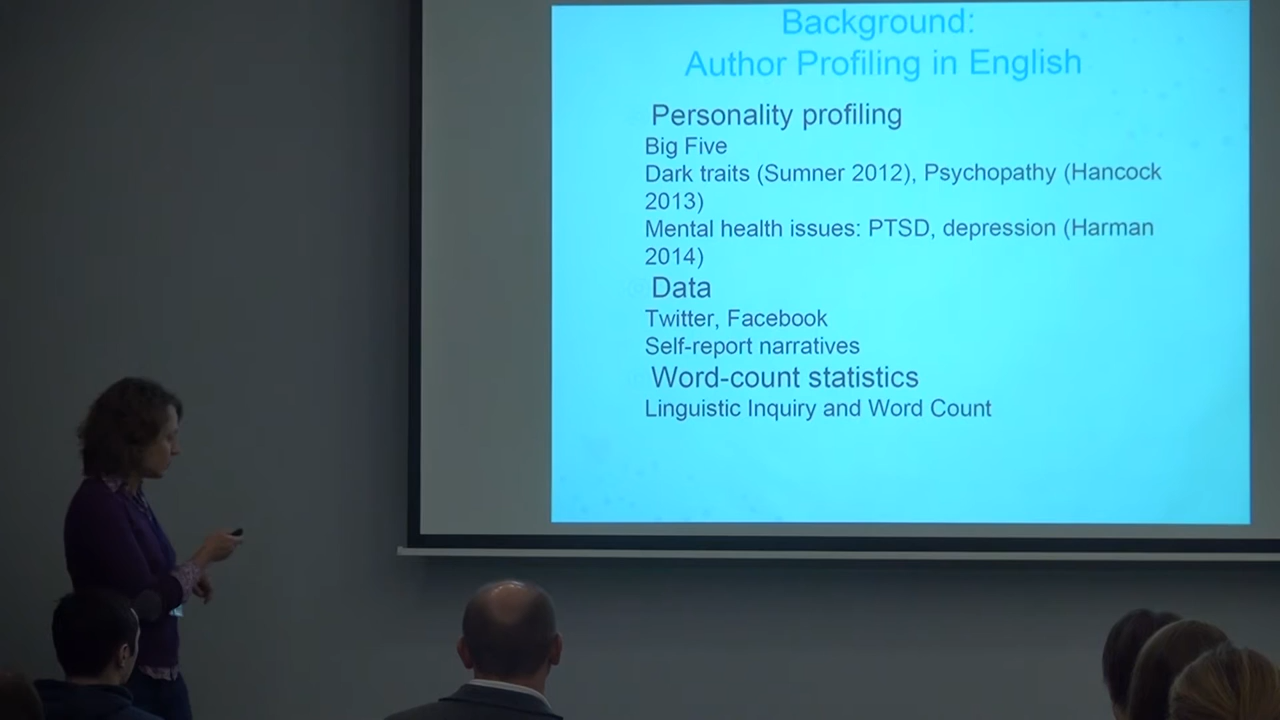 Background:
Author Profiling in English
Personality profiling
Big Five
Dark traits (Sumner 2012), Psychopathy (Hancock
2013)
Mental health issues: PTSD, depression (Harman
2014)
Data
Twitter, Facebook
Self-report narratives
Word-count statistics
Linguistic Inquiry and Word Count